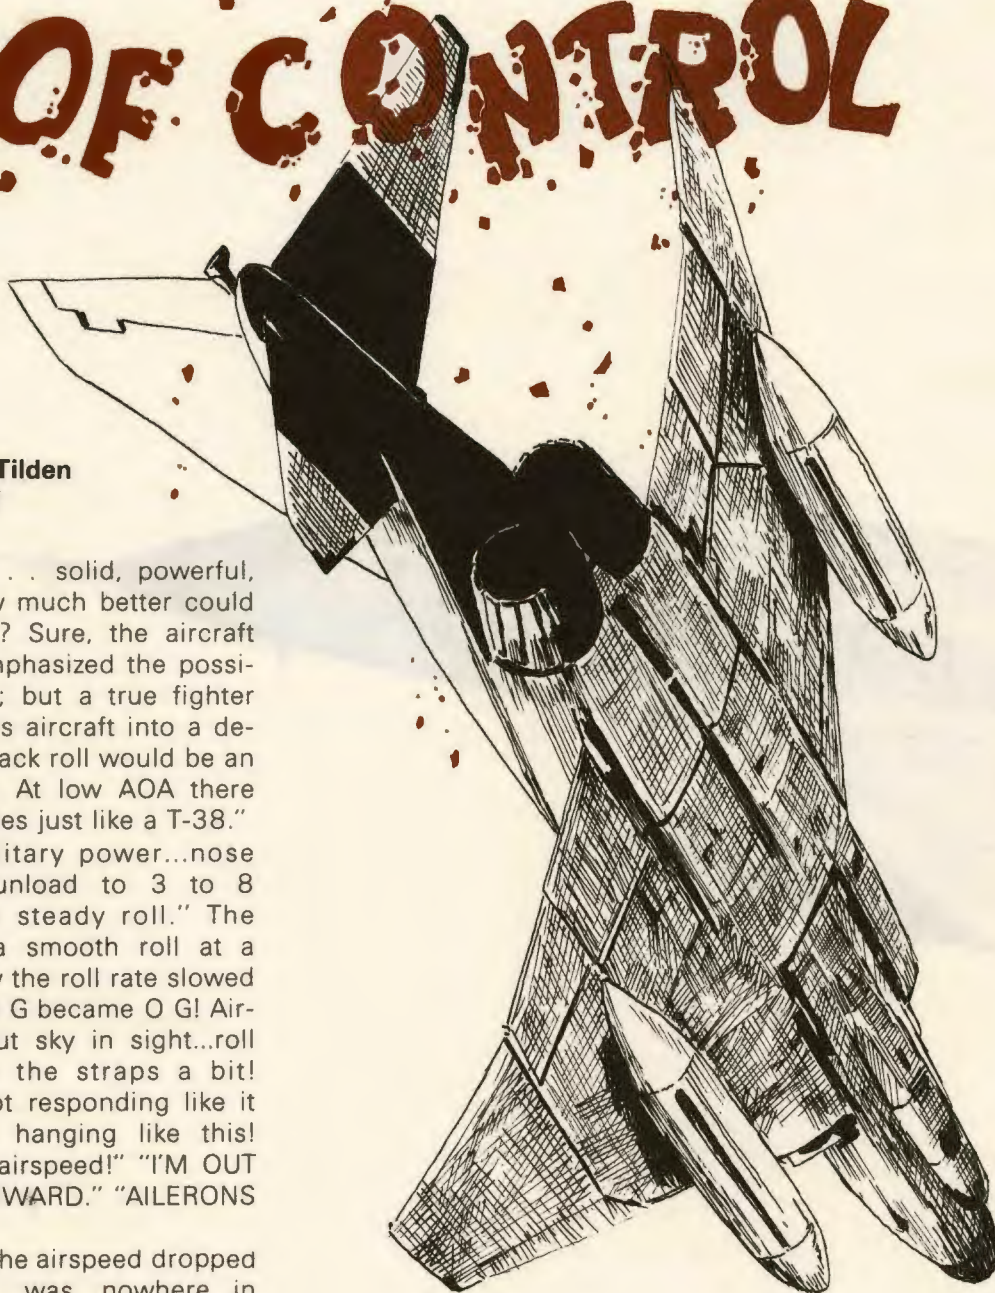 OF CONTROL
Tilden
. . solid, powerful,
much better could
? Sure, the aircraft
mphasized the possi-
; but a true fighter
s aircraft into a de-
ack roll would be an
At low AOA there
es just like a T-38."
itary power...nose
unload to 3 to 8
steady roll." The
a smooth roll at a
the roll rate slowed
G became O G! Air-
ut sky in sight...roll
the straps a bit!
ot responding like it
hanging like this!
airspeed!" "I'M OUT
WARD." "AILERONS
he airspeed dropped
was nowhere in